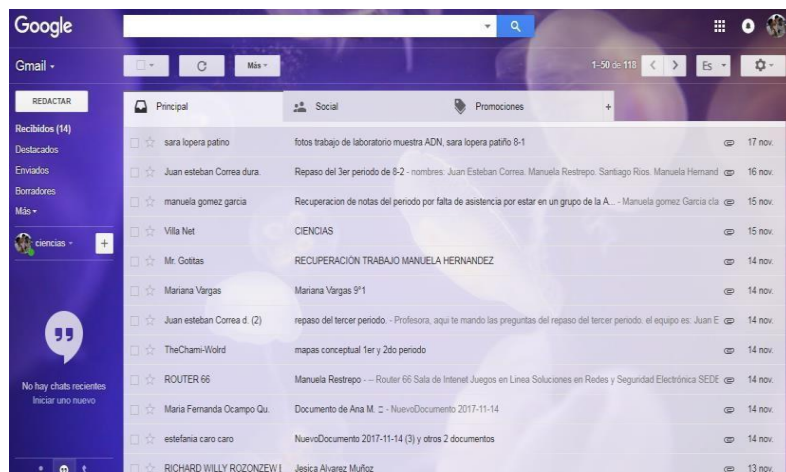 Google
Gmail
Más
1–50 de 118
Es
REDACTAR
Principal
Social
Promociones
+
Recibidos (14)
Destacados
Enviados
Borradores
Más
ciencias
+
sara lopera patino fotos trabajo de laboratorio muestra ADN, sara lopera patiño 8-1 17 nov.
Juan esteban Correa dura. Repaso del 3er periodo de 8-2 - nombres: Juan Esteban Correa. Manuela Restrepo. Santiago Rios. Manuela Hernand 16 nov.
manuela gomez garcia Recuperacion de notas del periodo por falta de asistencia por estar en un grupo de la A... - Manuela gomez Garcia cla 15 nov.
Villa Net CIENCIAS 15 nov.
Mr. Gotitas RECUPERACIÓN TRABAJO MANUELA HERNANDEZ 14 nov.
Mariana Vargas Mariana Vargas 9°1 14 nov.
Juan esteban Correa d. (2) repaso del tercer periodo. - Profesora, aqui te mando las preguntas del repaso del tercer periodo. el equipo es: Juan E 14 nov.
TheChami-Wolrd mapas conceptual 1er y 2do periodo 14 nov.
ROUTER 66 Manuela Restrepo - -- Router 66 Sala de Internet Juegos en Linea Soluciones en Redes y Seguridad Electrónica SEDE 14 nov.
Maria Fernanda Ocampo Qu. Documento de Ana M. - NuevoDocumento 2017-11-14 14 nov.
estefania caro caro NuevoDocumento 2017-11-14 (3) y otros 2 documentos 14 nov.
RICHARD WILLY ROZONZEW Jesica Alvarez Muñoz 13 nov.
No hay chats recientes
Iniciar uno nuevo